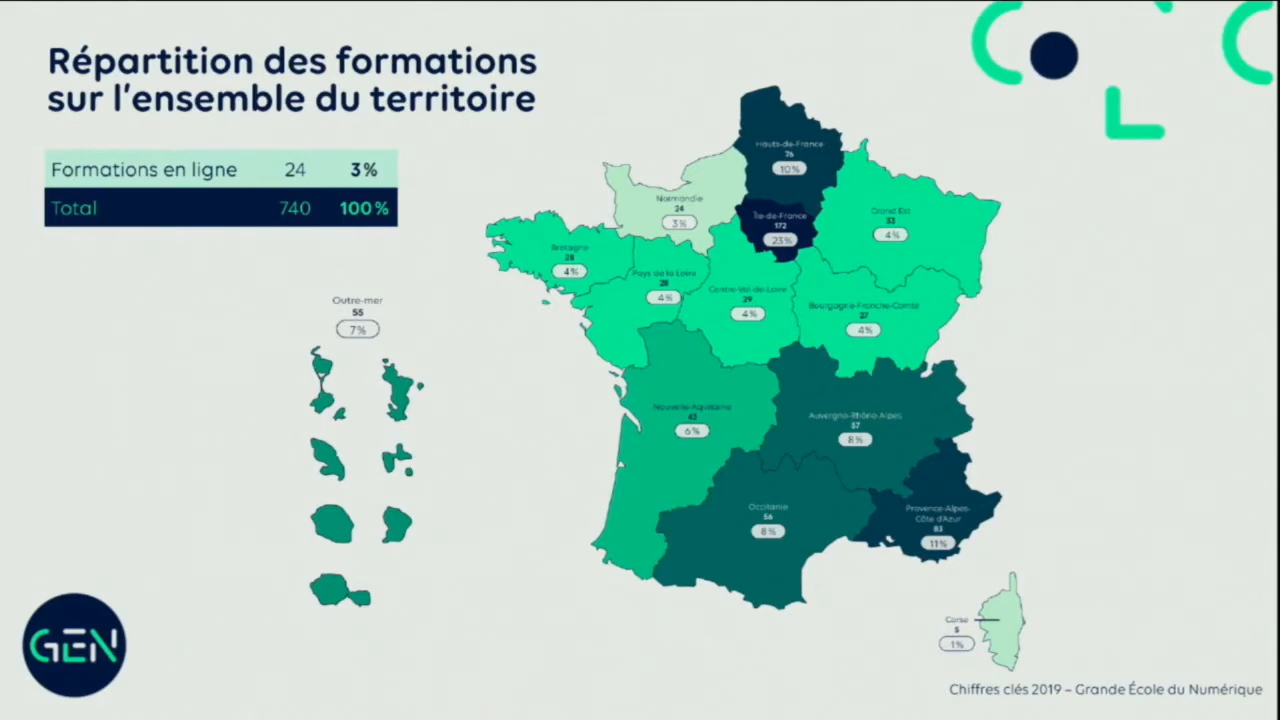 Répartition des formations
sur l'ensemble du territoire
Formations en ligne 24 3%
Total 740 100%
Hauts-de-France
76
10%
Normandie
24
3%
Île-de-France
172
23%
Grand Est
33
4%
Bretagne
28
4%
Pays de la Loire
28
4%
Centre-Val-de-Loire
29
4%
Bourgogne-Franche-Comté
27
4%
Outre-mer
55
7%
Nouvelle-Aquitaine
43
6%
Auvergne-Rhône-Alpes
57
8%
Occitanie
56
8%
Provence-Alpes-
Côte d'Azur
83
11%
Corse
5
1%
GEN
Chiffres clés 2019 – Grande École du Numérique